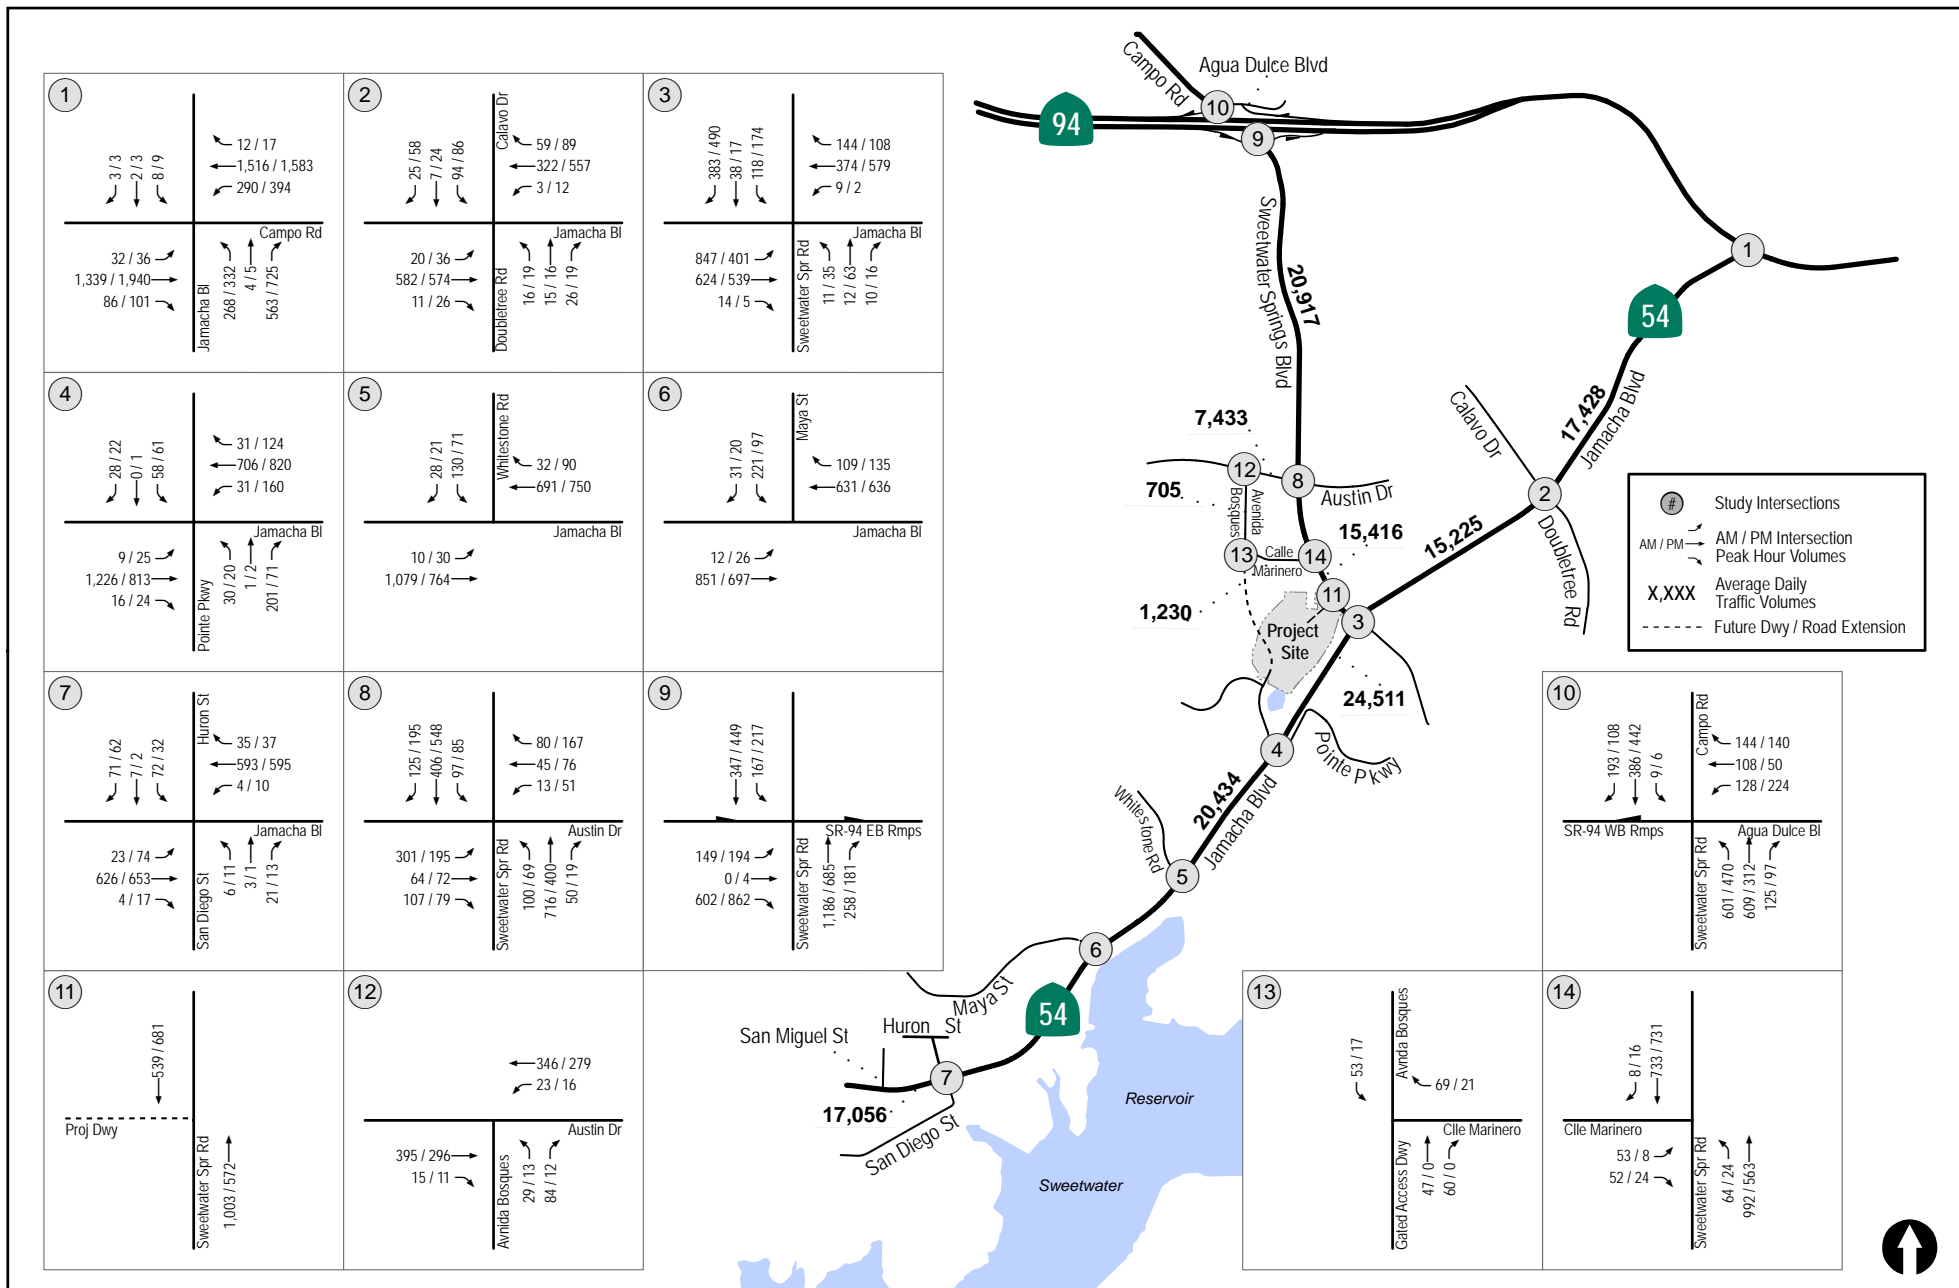 1
3 / 3
2 / 3
8 / 9
12 / 17
1,516 / 1,583
290 / 394
Campo Rd
32 / 36
1,339 / 1,940
86 / 101
Jamacha Bl
268 / 332
4 / 5
563 / 725
2
25 / 58
7 / 24
94 / 86
Calavo Dr
59 / 89
322 / 557
3 / 12
Jamacha Bl
20 / 36
582 / 574
11 / 26
Doubletree Rd
16 / 19
15 / 16
26 / 19
3
383 / 490
38 / 17
118 / 174
144 / 108
374 / 579
9 / 2
Jamacha Bl
847 / 401
624 / 539
14 / 5
Sweetwater Spr Rd
11 / 35
12 / 63
10 / 16
4
28 / 22
0 / 1
58 / 61
31 / 124
706 / 820
31 / 160
Jamacha Bl
9 / 25
1,226 / 813
16 / 24
Pointe Pkwy
30 / 20
1 / 2
201 / 71
5
28 / 21
130 / 71
Whitestone Rd
32 / 90
691 / 750
Jamacha Bl
10 / 30
1,079 / 764
6
31 / 20
221 / 97
Maya St
109 / 135
631 / 636
Jamacha Bl
12 / 26
851 / 697
7
71 / 62
7 / 2
72 / 32
Huron St
35 / 37
593 / 595
4 / 10
Jamacha Bl
23 / 74
626 / 653
4 / 17
San Diego St
6 / 11
3 / 1
21 / 13
8
125 / 195
406 / 548
97 / 85
80 / 167
45 / 76
13 / 51
Austin Dr
301 / 195
64 / 72
107 / 79
Sweetwater Spr Rd
100 / 69
716 / 400
50 / 19
9
347 / 449
167 / 217
SR-94 EB Rmps
149 / 194
0 / 4
602 / 862
Sweetwater Spr Rd
1,186 / 685
258 / 181
10
193 / 108
386 / 442
9 / 6
Campo Rd
144 / 140
108 / 50
128 / 224
SR-94 WB Rmps
Agua Dulce Bl
Sweetwater Spr Rd
601 / 470
609 / 312
125 / 97
11
539 / 681
Proj Dwy
Sweetwater Spr Rd
1,003 / 572
12
346 / 279
23 / 16
Austin Dr
395 / 296
15 / 11
Avnida Bosques
29 / 13
84 / 12
13
53 / 17
Avnda Bosques
69 / 21
Clle Marinero
Gated Access Dwy
47 / 0
60 / 0
14
8 / 16
733 / 731
Clle Marinero
53 / 8
52 / 24
Sweetwater Spr Rd
64 / 24
992 / 563
Campo Rd
Agua Dulce Blvd
94
10
9
1
54
Sweetwater Springs Blvd
20,917
17,428
Jamacha Blvd
Calavo Dr
7,433
12
8
Austin Dr
705
Avenida
Bosques
15,416
15,225
2
Doubletree Rd
13
Calle
Marinero
14
11
1,230
3
Project
Site
24,511
4
Pointe Pkwy
20,434
Jamacha Blvd
Whitestone Rd
5
6
Maya St
54
San Miguel St
Huron St
7
17,056
San Diego St
Reservoir
Sweetwater
#
Study Intersections
AM / PM
AM / PM Intersection
Peak Hour Volumes
X,XXX
Average Daily
Traffic Volumes
Future Dwy / Road Extension